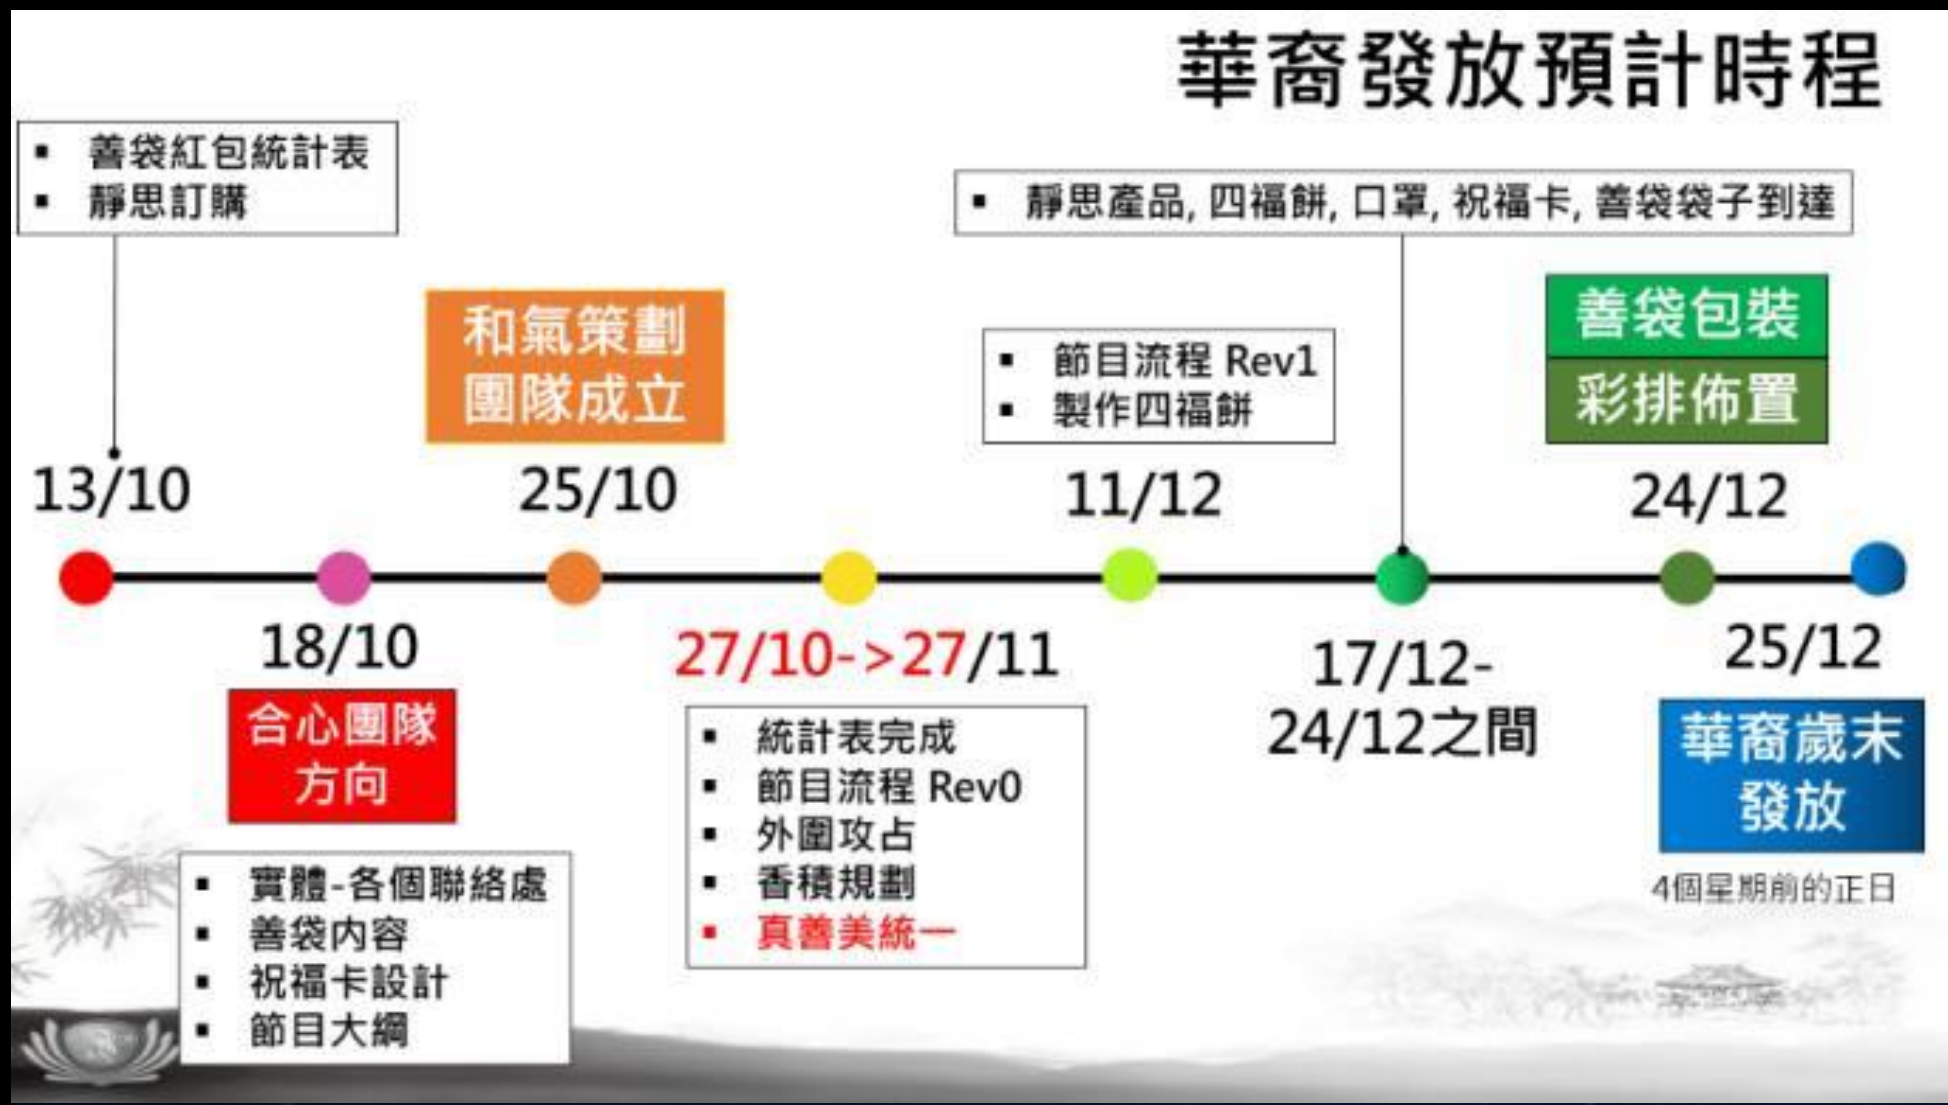 華裔發放預計時程
▪ 善袋紅包統計表
▪ 靜思訂購
13/10
18/10
合心團隊
方向
▪ 實體-各個聯絡處
▪ 善袋内容
▪ 祝福卡設計
▪ 節目大綱
和氣策劃
團隊成立
25/10
27/10->27/11
▪ 統計表完成
▪ 節目流程 Rev0
▪ 外圍攻占
▪ 香積規劃
▪ 真善美統一
▪ 節目流程 Rev1
▪ 製作四福餅
11/12
▪ 靜思產品, 四福餅, 口罩, 祝福卡, 善袋袋子到達
17/12-
24/12之間
善袋包裝
彩排佈置
24/12
25/12
華裔歲末
發放
4個星期前的正日